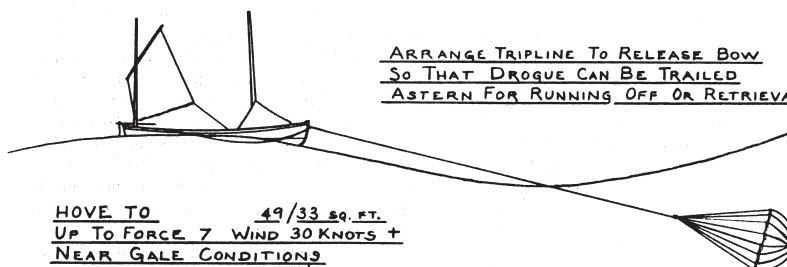 ARRANGE TRIPLINE TO RELEASE BOW
SO THAT DROGUE CAN BE TRAILED
ASTERN FOR RUNNING OFF OR RETRIEVA
HOVE TO 49/33 SQ. FT.
UP TO FORCE 7 WIND 30 KNOTS +
NEAR GALE CONDITIONS